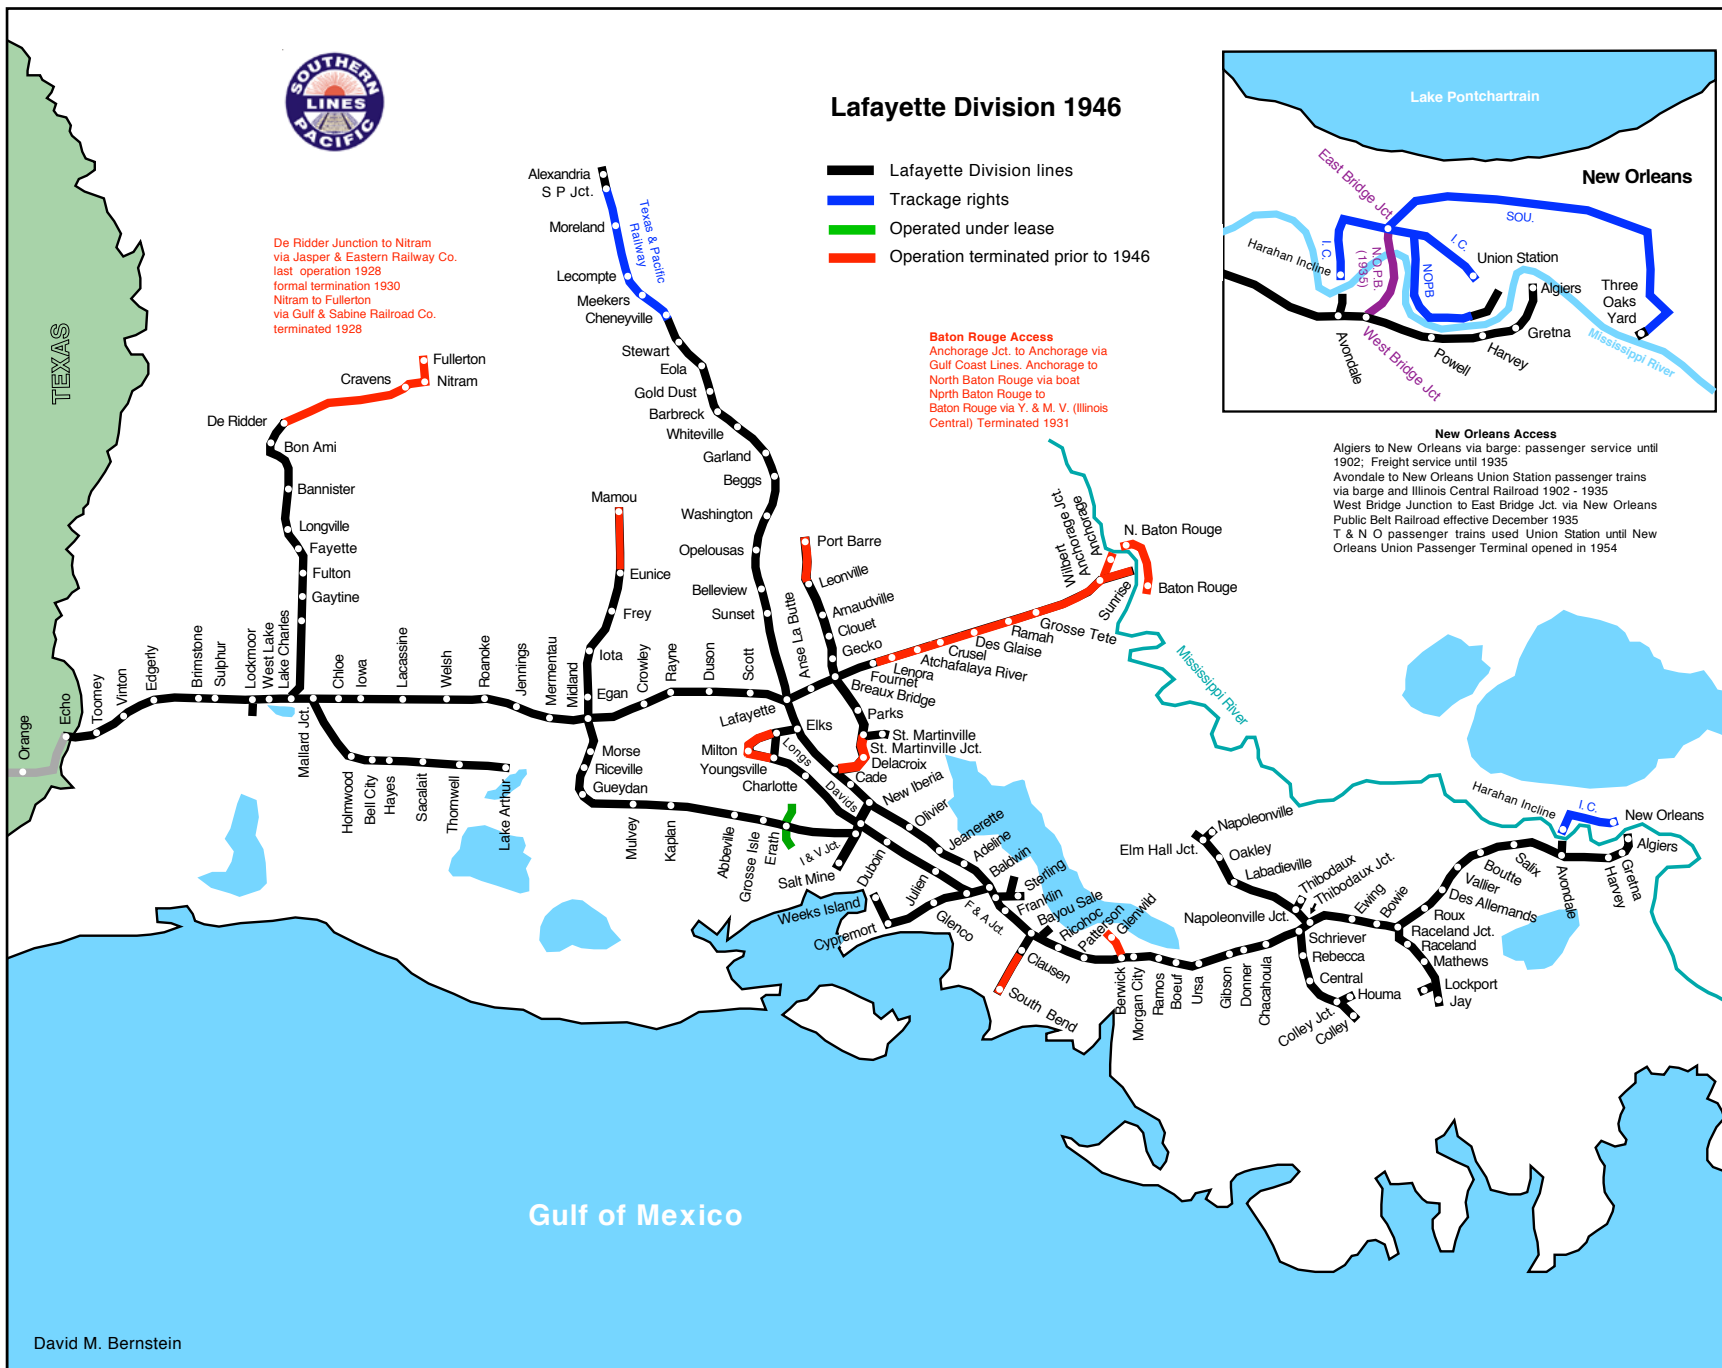 SOUTHERN
LINES
PACIFIC
Lafayette Division 1946
Lafayette Division lines
Trackage rights
Operated under lease
Operation terminated prior to 1946
Lake Pontchartrain
New Orleans
East Bridge Jct
SOU.
I. C.
I. C.
N.O.P.B.
(1935)
NOPB
Harahan Incline
Union Station
Algiers
Three
Oaks
Yard
Gretna
Harvey
Powell
Avondale
West Bridge Jct
Mississippi River
New Orleans Access
Algiers to New Orleans via barge: passenger service until
1902; Freight service until 1935
Avondale to New Orleans Union Station passenger trains
via barge and Illinois Central Railroad 1902 - 1935
West Bridge Junction to East Bridge Jct. via New Orleans
Public Belt Railroad effective December 1935
T & N O passenger trains used Union Station until New
Orleans Union Passenger Terminal opened in 1954
De Ridder Junction to Nitram
via Jasper & Eastern Railway Co.
last operation 1928
formal termination 1930
Nitram to Fullerton
via Gulf & Sabine Railroad Co.
terminated 1928
Baton Rouge Access
Anchorage Jct. to Anchorage via
Gulf Coast Lines. Anchorage to
North Baton Rouge via boat
Nprth Baton Rouge to
Baton Rouge via Y. & M. V. (Illinois
Central) Terminated 1931
TEXAS
Alexandria
S P Jct.
Texas & Pacific
Railway
Moreland
Lecompte
Meekers
Cheneyville
Stewart
Eola
Gold Dust
Barbreck
Whiteville
Garland
Beggs
Washington
Opelousas
Belleview
Sunset
Fullerton
Nitram
Cravens
De Ridder
Bon Ami
Bannister
Longville
Fayette
Fulton
Gaytine
Mamou
Eunice
Frey
Iota
Egan
Port Barre
Leonville
Arnaudville
Clouet
Gecko
Anse La Butte
Wilbert
Anchorage Jct.
Anchorage
N. Baton Rouge
Baton Rouge
Sunrise
Grosse Tete
Ramah
Des Glaise
Crusel
Atchafalaya River
Lenora
Fournet
Breaux Bridge
Parks
St. Martinville
St. Martinville Jct.
Delacroix
Cade
Mississippi River
Orange
Echo
Toomey
Vinton
Edgerly
Brimstone
Sulphur
Lockmoor
West Lake
Lake Charles
Mallard Jct.
Chloe
Iowa
Lacassine
Welsh
Roanoke
Jennings
Mermentau
Midland
Crowley
Rayne
Duson
Scott
Lafayette
Elks
Milton
Youngsville
Longs
Charlotte
Davids
New Iberia
Olivier
Jeanerette
Adeline
Baldwin
Sterling
Franklin
Bayou Sale
Ricohoc
Patterson
Glenwild
Holmwood
Bell City
Hayes
Sacalait
Thornwell
Lake Arthur
Morse
Riceville
Gueydan
Mulvey
Kaplan
Abbeville
Grosse Isle
Erath
I & V Jct.
Salt Mine
Duboin
Julien
Weeks Island
Cypremort
Glenco
F & A Jct.
Clausen
South Bend
Berwick
Morgan City
Ramos
Boeuf
Ursa
Gibson
Donner
Chacahoula
Napoleonville
Elm Hall Jct.
Oakley
Labadieville
Thibodaux
Thibodaux Jct.
Napoleonville Jct.
Schriever
Rebecca
Central
Houma
Colley Jct.
Colley
Ewing
Bowie
Raceland Jct.
Raceland
Mathews
Lockport
Jay
Roux
Des Allemands
Vallier
Boutte
Salix
Harahan Incline
I. C.
New Orleans
Algiers
Gretna
Harvey
Avondale
Gulf of Mexico
David M. Bernstein